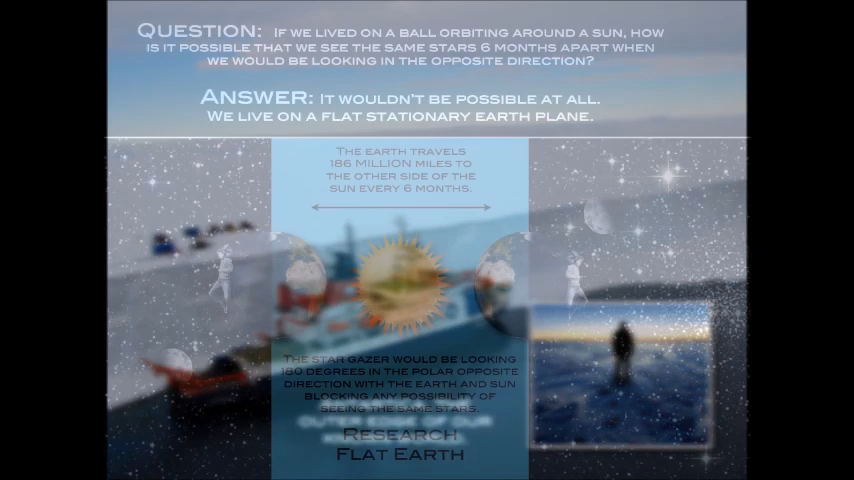 Question: If we lived on a ball orbiting around a sun, how
is it possible that we see the same stars 6 months apart when
we would be looking in the opposite direction?
Answer: It wouldn't be possible at all.
We live on a flat stationary earth plane.
The earth travels
186 million miles to
the other side of the
sun every 6 months.
The star gazer would be looking
180 degrees in the polar opposite
direction with the earth and sun
blocking any possibility of
seeing the same stars.
Research
Flat Earth